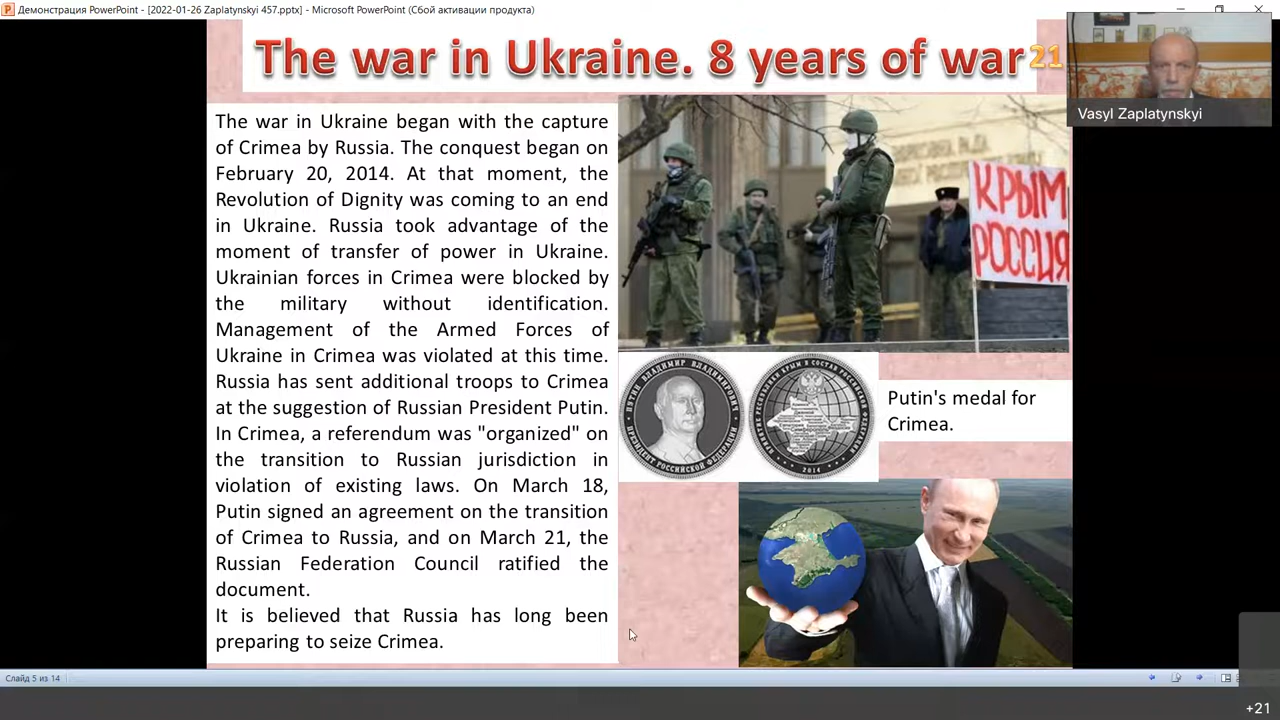 Демонстрация PowerPoint - [2022-01-26 Zaplatynskyi 457.pptx] - Microsoft PowerPoint (Сбой активации продукта)
The war in Ukraine. 8 years of war
21
Vasyl Zaplatynskyi
The war in Ukraine began with the capture
of Crimea by Russia. The conquest began on
February 20, 2014. At that moment, the
Revolution of Dignity was coming to an end
in Ukraine. Russia took advantage of the
moment of transfer of power in Ukraine.
Ukrainian forces in Crimea were blocked by
the military without identification.
Management of the Armed Forces of
Ukraine in Crimea was violated at this time.
Russia has sent additional troops to Crimea
at the suggestion of Russian President Putin.
In Crimea, a referendum was "organized" on
the transition to Russian jurisdiction in
violation of existing laws. On March 18,
Putin signed an agreement on the transition
of Crimea to Russia, and on March 21, the
Russian Federation Council ratified the
document.
It is believed that Russia has long been
preparing to seize Crimea.
КРЫМ
РОССИЯ
ПУТИН ВЛАДИМИР ВЛАДИМИРОВИЧ
ПРЕЗИДЕНТ РОССИЙСКОЙ ФЕДЕРАЦИИ
2014
Putin's medal for
Crimea.
Слайд 5 из 14
+21